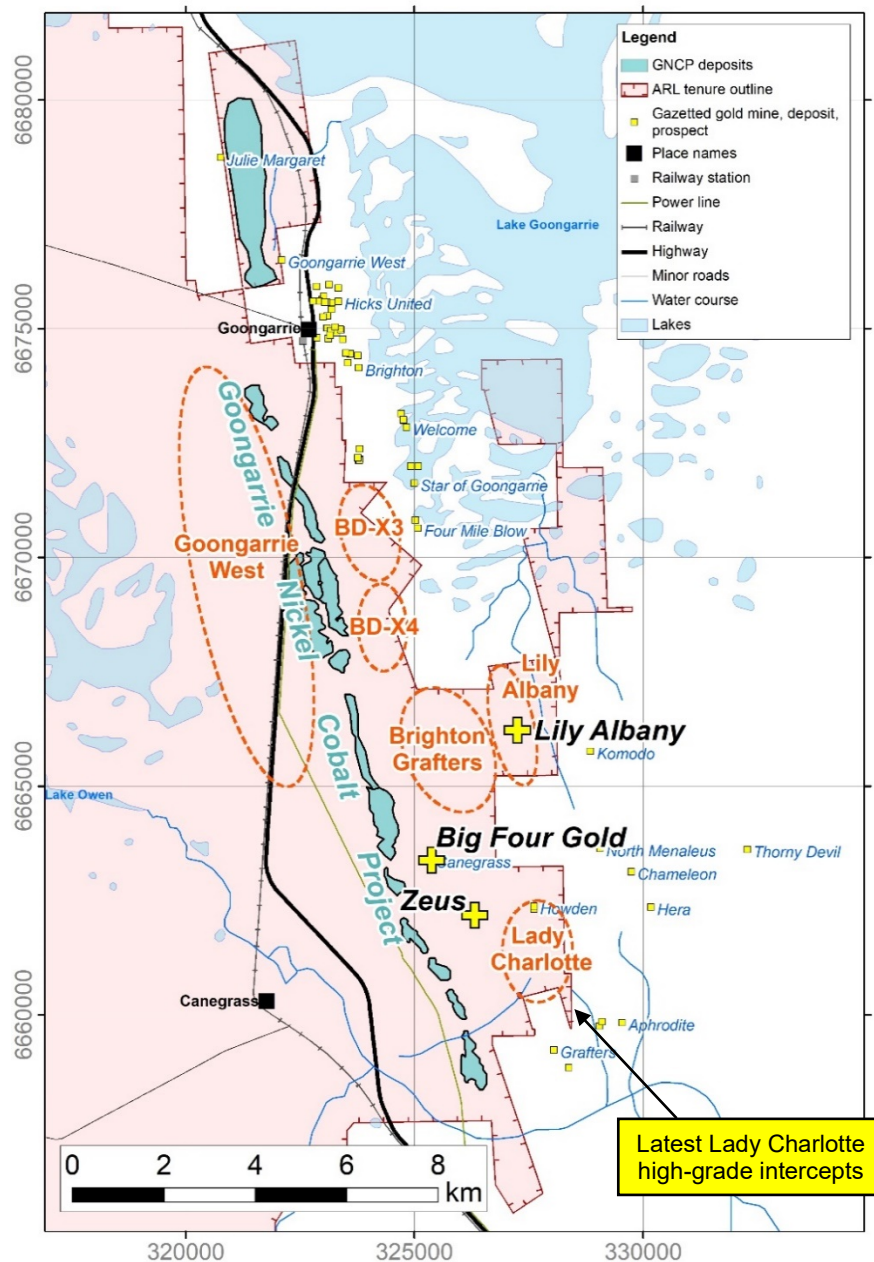 Legend
GNCP deposits
ARL tenure outline
Gazetted gold mine, deposit,
prospect
Place names
Railway station
Power line
Railway
Highway
Minor roads
Water course
Lakes
6680000
6675000
6670000
6665000
6660000
Julie Margaret
Lake Goongarrie
Goongarrie West
Hicks United
Goongarrie
Brighton
Welcome
Star of Goongarrie
Four Mile Blow
Goongarrie
Nickel
Cobalt
Project
Goongarrie
West
BD-X3
BD-X4
Lily
Albany
Lily Albany
Brighton
Grafters
Komodo
Lake Owen
Big Four Gold
Canegrass
North Menaleus
Thorny Devil
Chameleon
Zeus
Howden
Hera
Lady
Charlotte
Canegrass
Aphrodite
Grafters
Latest Lady Charlotte
high-grade intercepts
0 2 4 6 8
km
320000 325000 330000